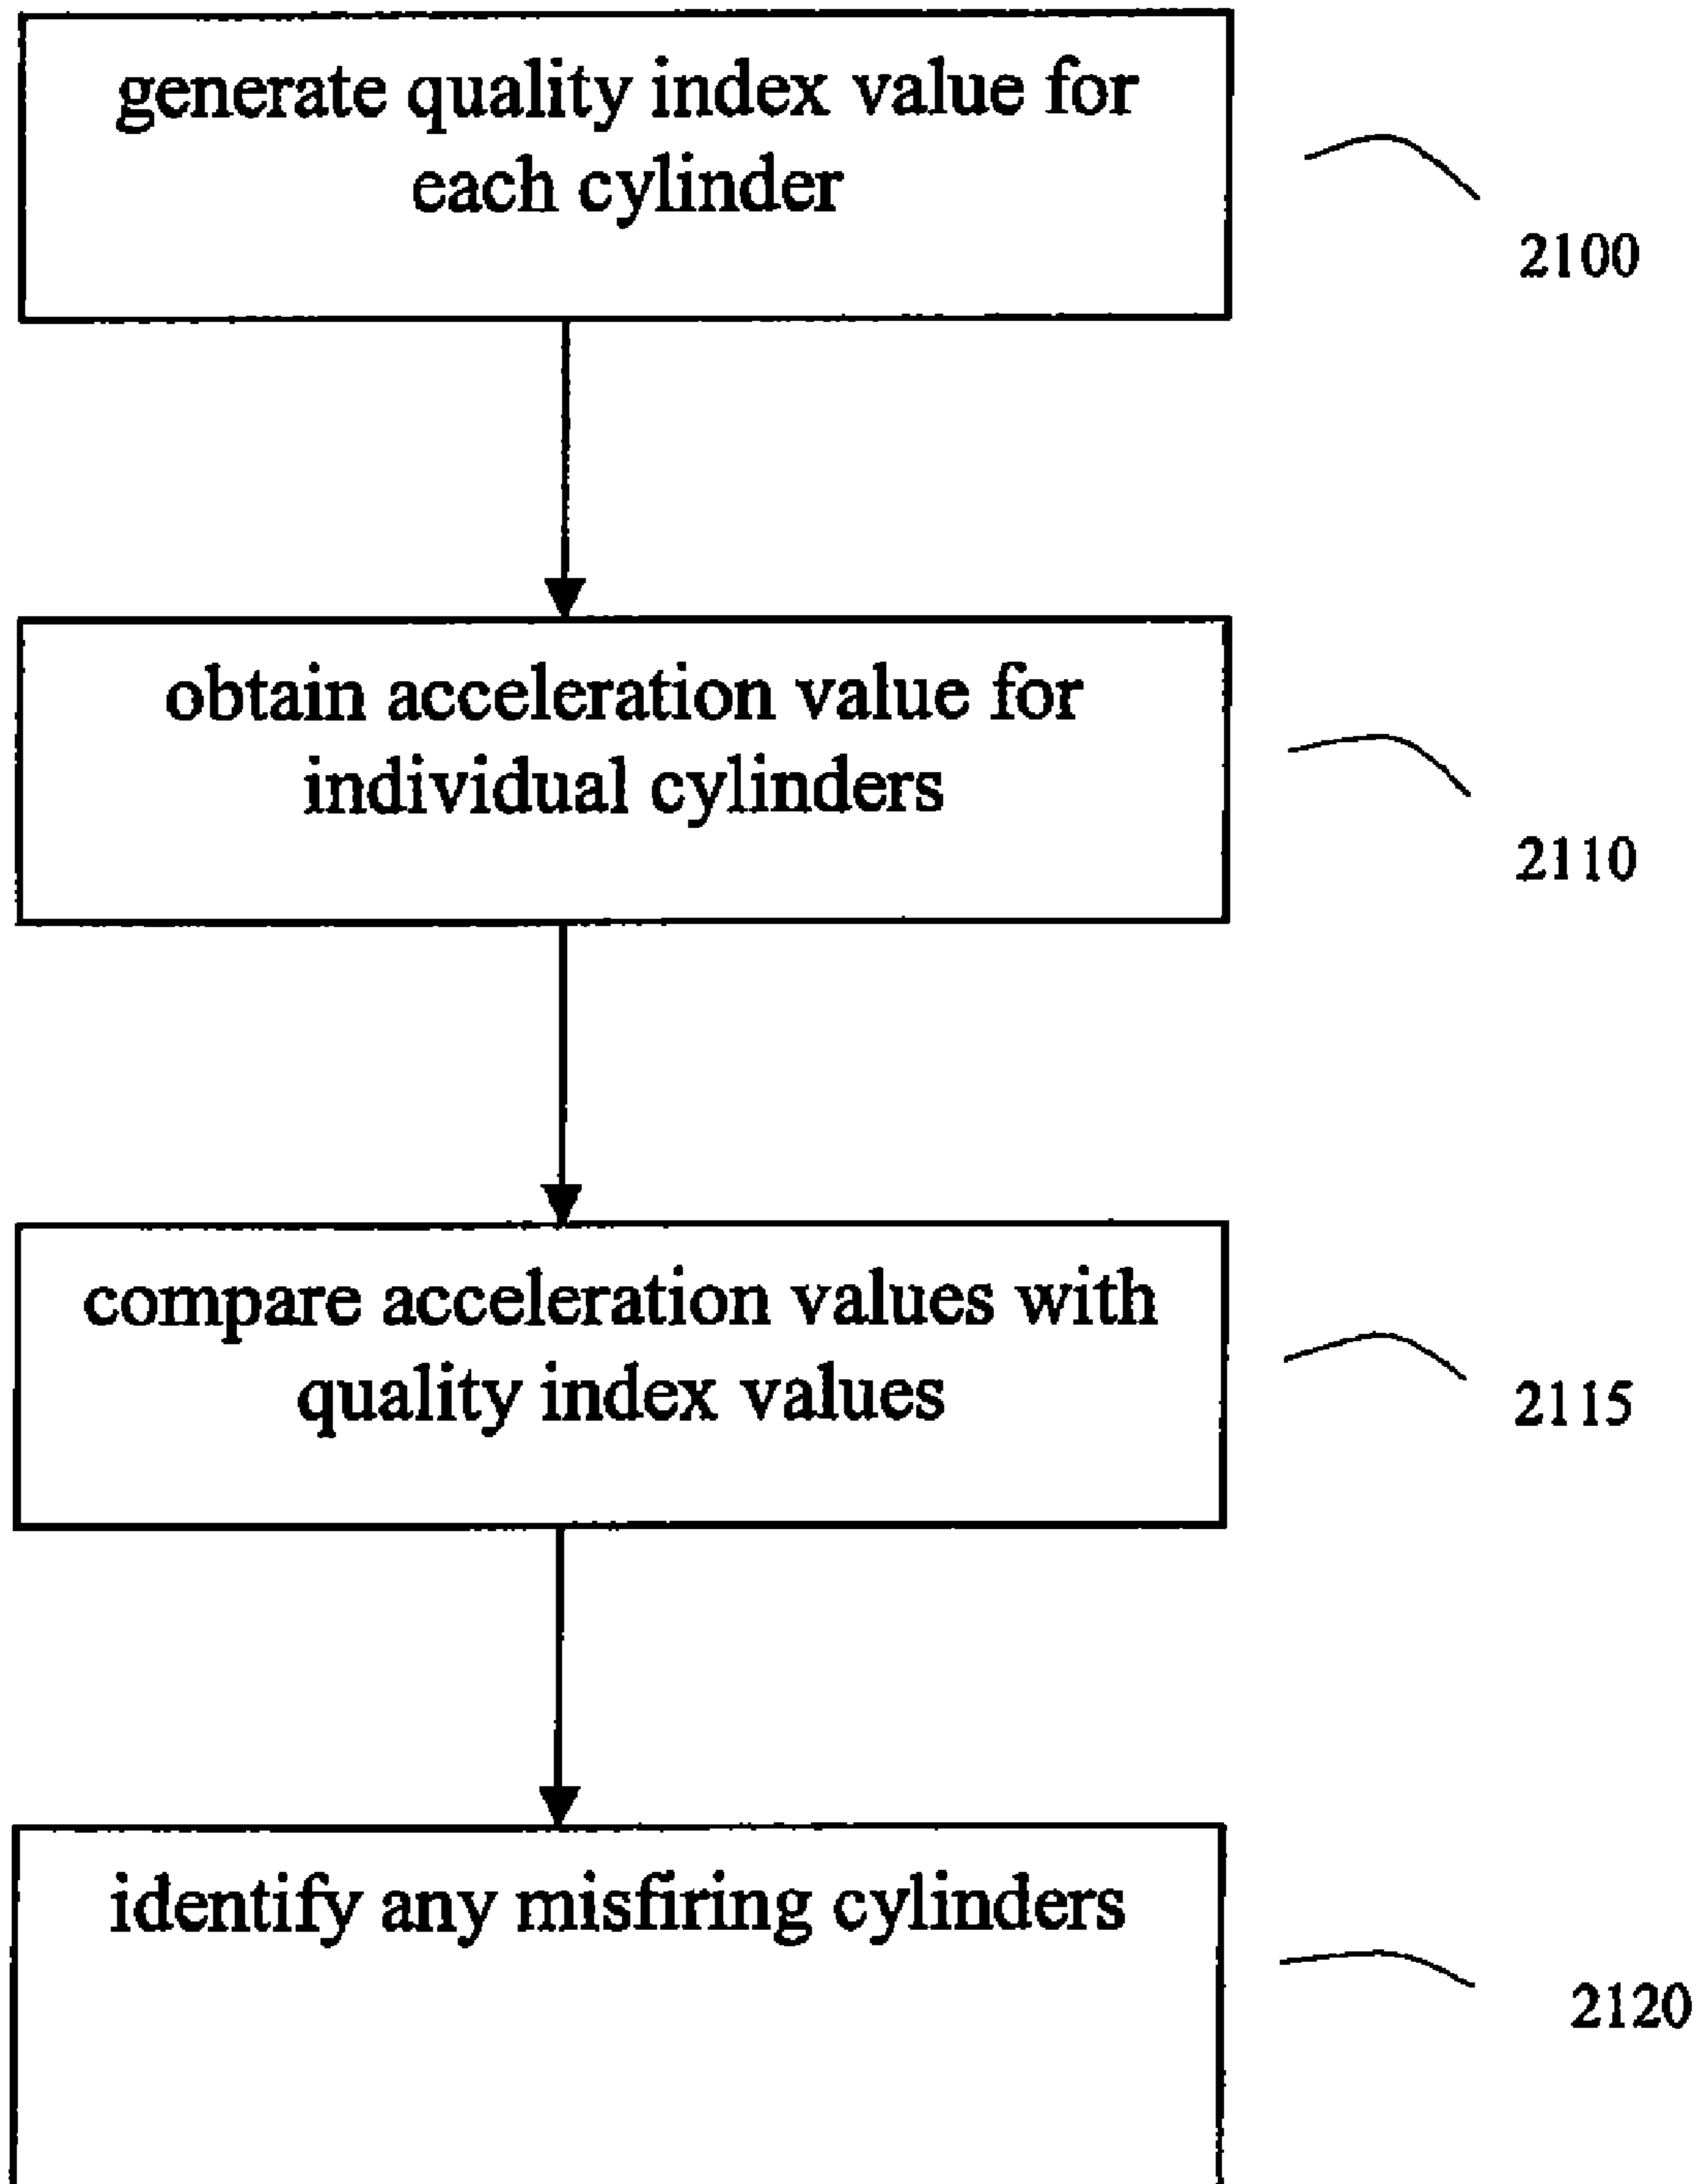 generate quality index value for
each cylinder
2100
obtain acceleration value for
individual cylinders
2110
compare acceleration values with
quality index values
2115
identify any misfiring cylinders
2120